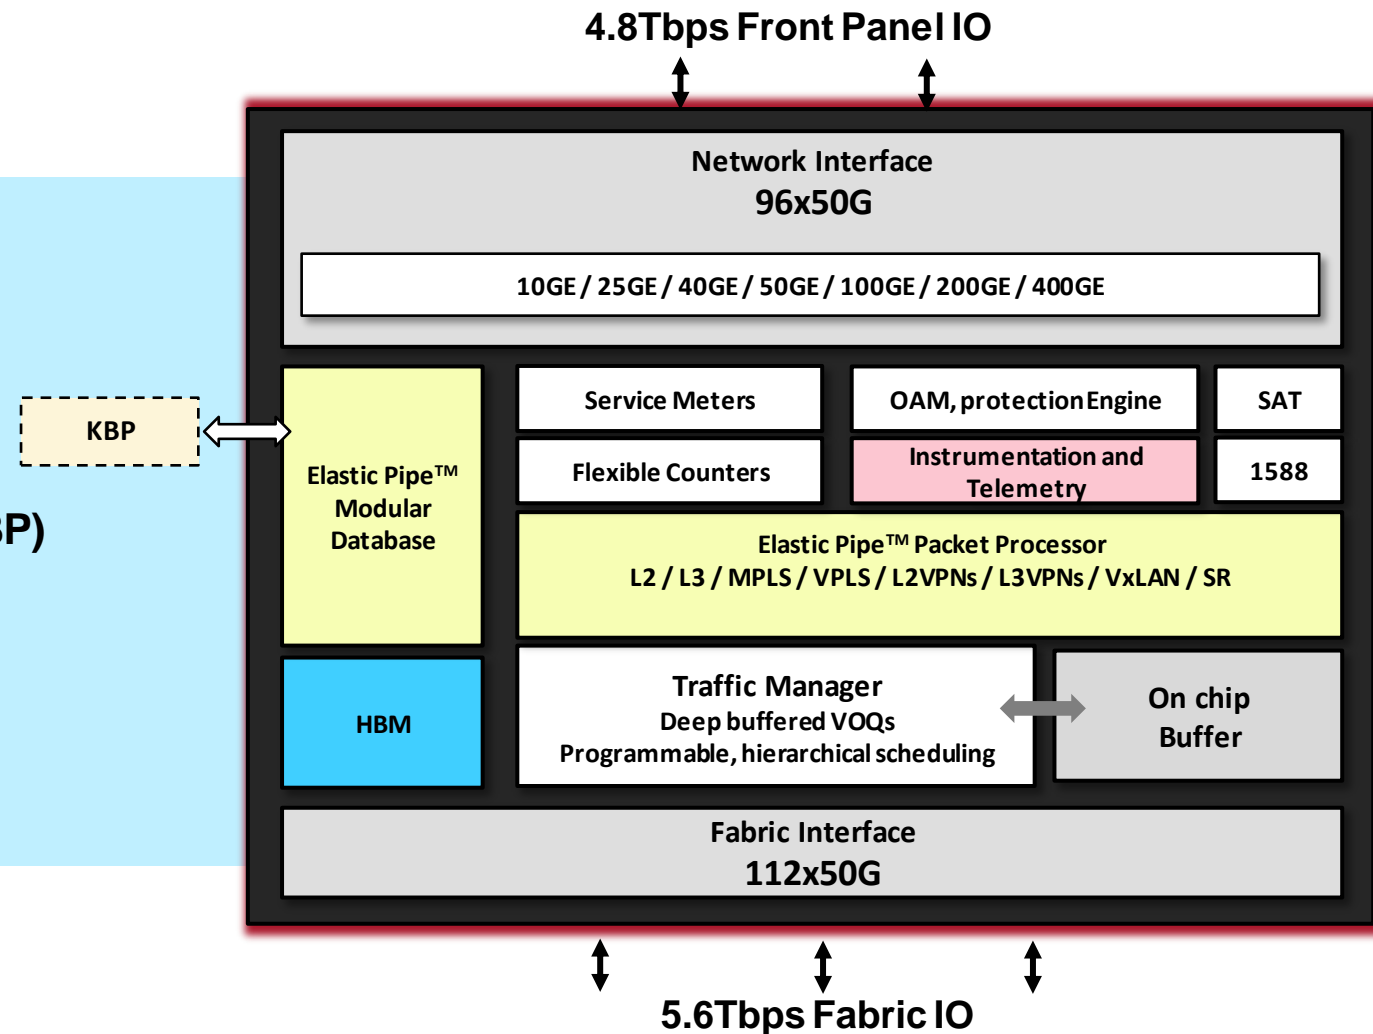 4.8Tbps Front Panel IO
Network Interface
96x50G
10GE / 25GE / 40GE / 50GE / 100GE / 200GE / 400GE
KBP
P)
Elastic Pipe™
Modular
Database
Service Meters
OAM, protection Engine
SAT
Flexible Counters
Instrumentation and
Telemetry
1588
Elastic Pipe™ Packet Processor
L2 / L3 / MPLS / VPLS / L2VPNs / L3VPNs / VxLAN / SR
HBM
Traffic Manager
Deep buffered VOQs
Programmable, hierarchical scheduling
On chip
Buffer
Fabric Interface
112x50G
5.6Tbps Fabric IO